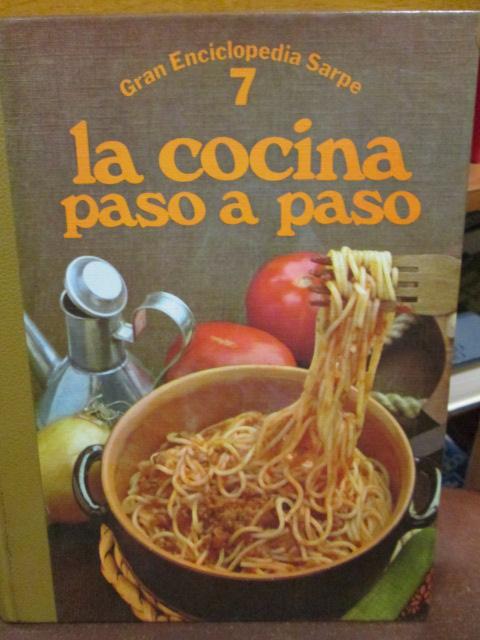 Gran Enciclopedia Sarpe
7
la cocina
paso a paso